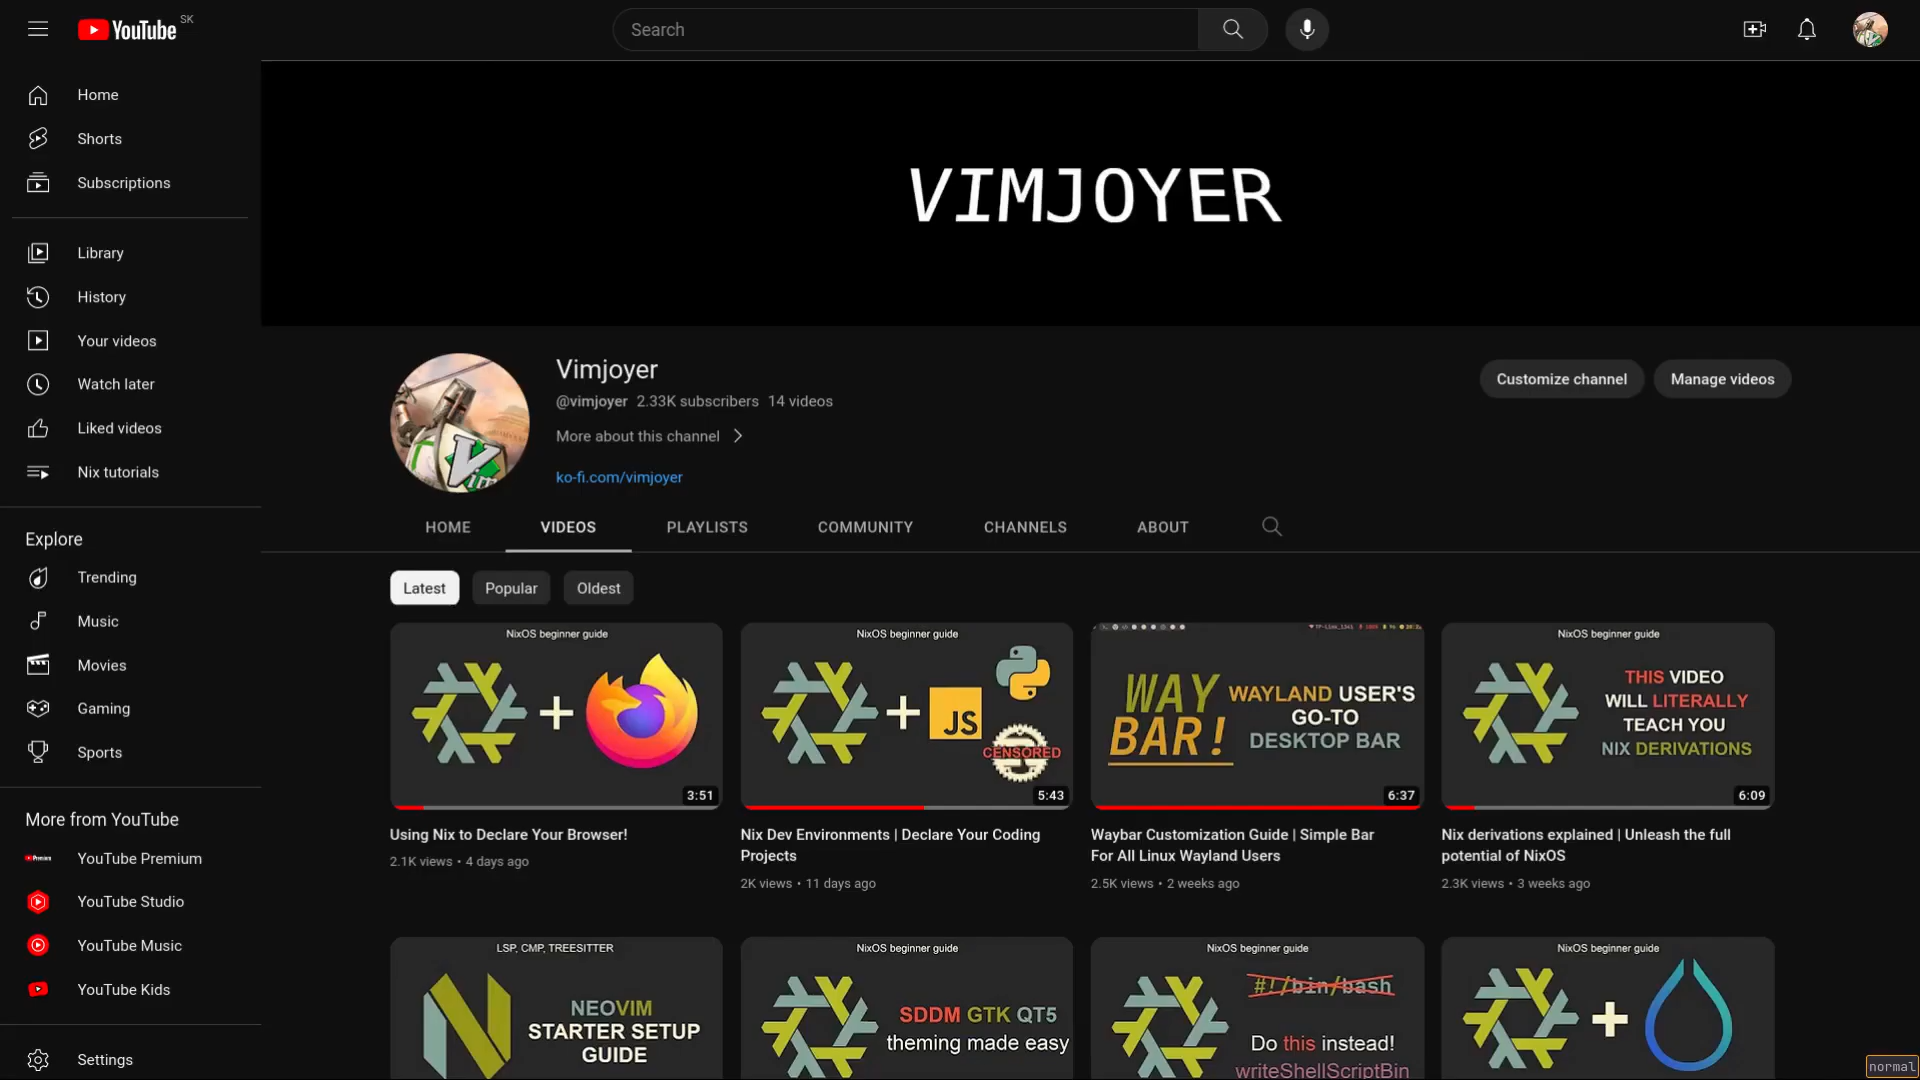 YouTube SK
Search
Home
Shorts
Subscriptions
Library
History
Your videos
Watch later
Liked videos
Nix tutorials
Explore
Trending
Music
Movies
Gaming
Sports
More from YouTube
Premium
YouTube Premium
YouTube Studio
YouTube Music
YouTube Kids
Settings
VIMJOYER
Vim
Vimjoyer
@vimjoyer 2.33K subscribers 14 videos
More about this channel
ko-fi.com/vimjoyer
Customize channel
Manage videos
HOME
VIDEOS
PLAYLISTS
COMMUNITY
CHANNELS
ABOUT
Latest
Popular
Oldest
NixOS beginner guide
+
3:51
Using Nix to Declare Your Browser!
2.1K views • 4 days ago
NixOS beginner guide
+
JS
CENSORED
5:43
Nix Dev Environments | Declare Your Coding
Projects
2K views • 11 days ago
WAY
BAR!
WAYLAND USER'S
GO-TO
DESKTOP BAR
6:37
Waybar Customization Guide | Simple Bar
For All Linux Wayland Users
2.5K views • 2 weeks ago
NixOS beginner guide
THIS VIDEO
WILL LITERALLY
TEACH YOU
NIX DERIVATIONS
6:09
Nix derivations explained | Unleash the full
potential of NixOS
2.3K views • 3 weeks ago
LSP, CMP, TREESITTER
NEOVIM
STARTER SETUP
GUIDE
NixOS beginner guide
SDDM GTK QT5
theming made easy
NixOS beginner guide
#!/bin/bash
Do this instead!
writeShellScriptBin
NixOS beginner guide
+
normal